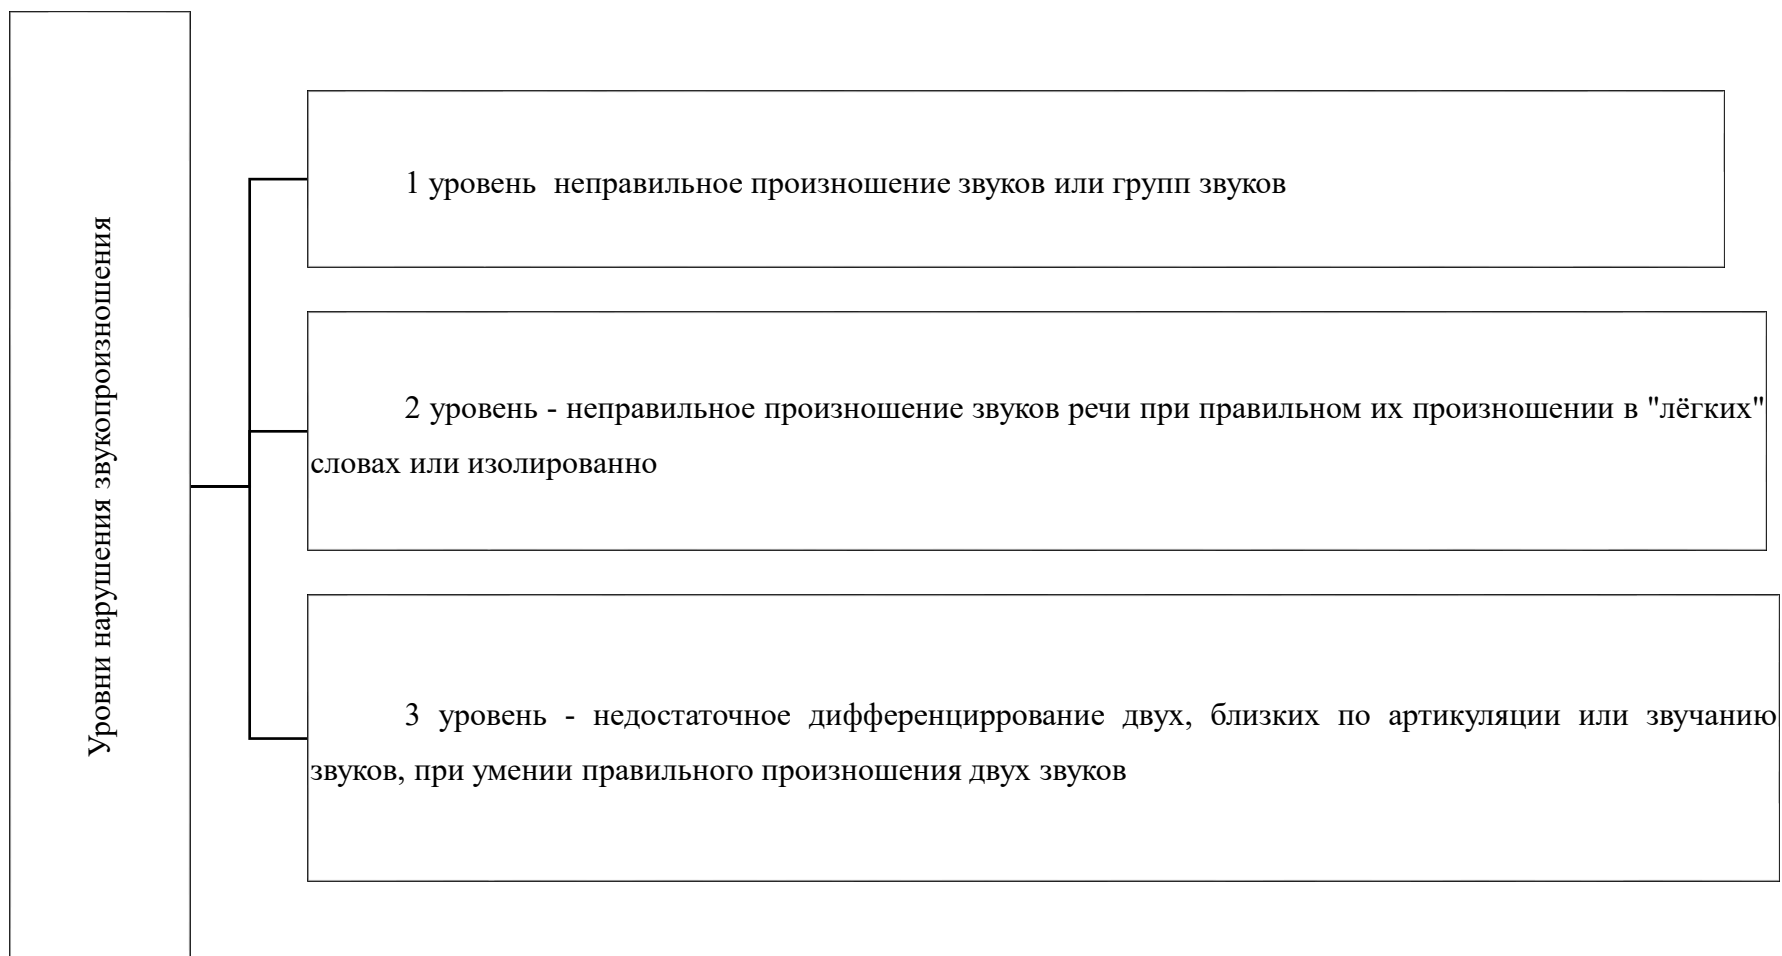 Уровни нарушения звукопроизношения
1 уровень  неправильное произношение звуков или групп звуков
2 уровень - неправильное произношение звуков речи при правильном их произношении в "лёгких"
словах или изолированно
3 уровень - недостаточное дифференциррование двух, близких по артикуляции или звучанию
звуков, при умении правильного произношения двух звуков